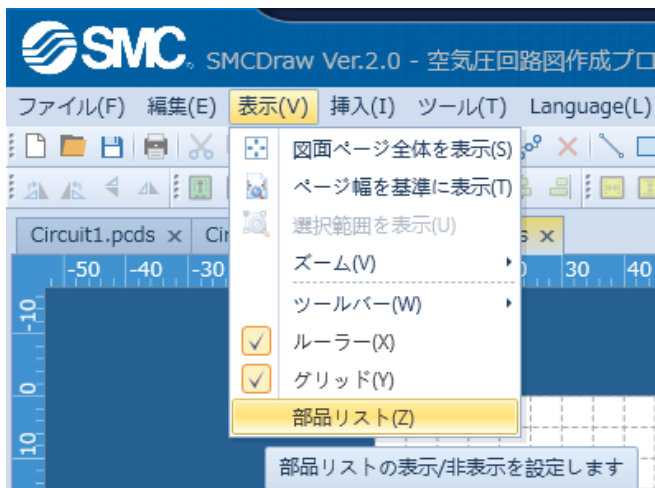 SMC SMCDraw Ver.2.0 - 空気圧回路図作成プロ
ファイル(F) 編集(E) 表示(V) 挿入(I) ツール(T) Language(L)
図面ページ全体を表示(S)
ページ幅を基準に表示(T)
選択範囲を表示(U)
Circuit1.pcds × Cir s ×
ズーム(V)
-50 -40 -30 30 40
ツールバー(W)
-10
ルーラー(X)
グリッド(Y)
0
部品リスト(Z)
10
部品リストの表示/非表示を設定します